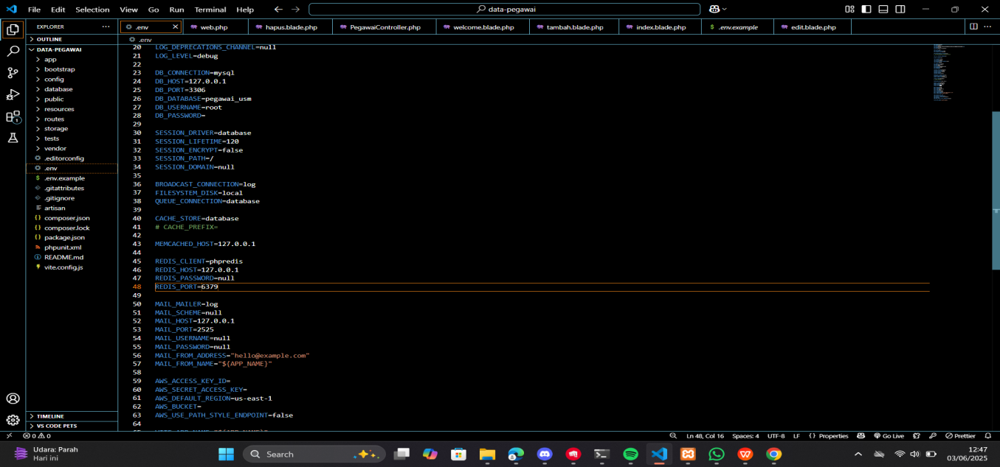 File Edit Selection View Go Run Terminal Help
data-pegawai
EXPLORER
.env
web.php
hapus.blade.php
PegawaiController.php
welcome.blade.php
tambah.blade.php
index.blade.php
$ .env.example
edit.blade.php
OUTLINE
DATA-PEGAWAI
app
bootstrap
config
database
public
resources
routes
storage
tests
vendor
.editorconfig
.env
$ .env.example
.gitattributes
.gitignore
artisan
{} composer.json
{} composer.lock
{} package.json
phpunit.xml
README.md
vite.config.js
TIMELINE
VS CODE PETS
.env
20 LOG_DEPRECATIONS_CHANNEL=null
21 LOG_LEVEL=debug
22
23 DB_CONNECTION=mysql
24 DB_HOST=127.0.0.1
25 DB_PORT=3306
26 DB_DATABASE=pegawai_usm
27 DB_USERNAME=root
28 DB_PASSWORD=
29
30 SESSION_DRIVER=database
31 SESSION_LIFETIME=120
32 SESSION_ENCRYPT=false
33 SESSION_PATH=/
34 SESSION_DOMAIN=null
35
36 BROADCAST_CONNECTION=log
37 FILESYSTEM_DISK=local
38 QUEUE_CONNECTION=database
39
40 CACHE_STORE=database
41 # CACHE_PREFIX=
42
43 MEMCACHED_HOST=127.0.0.1
44
45 REDIS_CLIENT=phpredis
46 REDIS_HOST=127.0.0.1
47 REDIS_PASSWORD=null
48 REDIS_PORT=6379
49
50 MAIL_MAILER=log
51 MAIL_SCHEME=null
52 MAIL_HOST=127.0.0.1
53 MAIL_PORT=2525
54 MAIL_USERNAME=null
55 MAIL_PASSWORD=null
56 MAIL_FROM_ADDRESS="hello@example.com"
57 MAIL_FROM_NAME="${APP_NAME}"
58
59 AWS_ACCESS_KEY_ID=
60 AWS_SECRET_ACCESS_KEY=
61 AWS_DEFAULT_REGION=us-east-1
62 AWS_BUCKET=
63 AWS_USE_PATH_STYLE_ENDPOINT=false
64
0 0
Ln 48, Col 16 Spaces: 4 UTF-8 LF {} Properties Go Live Prettier
Udara: Parah
Hari ini
Search
12:47
03/06/2025